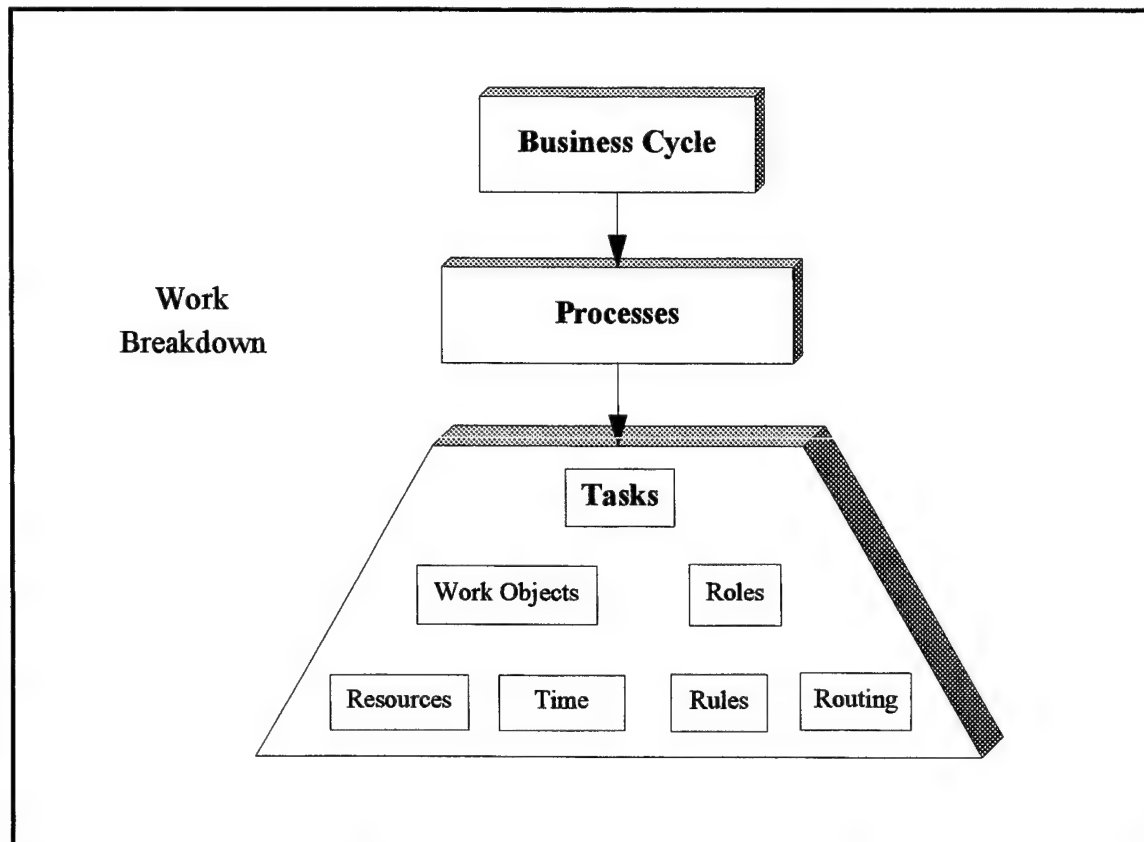 Business Cycle
Work
Breakdown
Processes
Tasks
Work Objects
Roles
Resources
Time
Rules
Routing